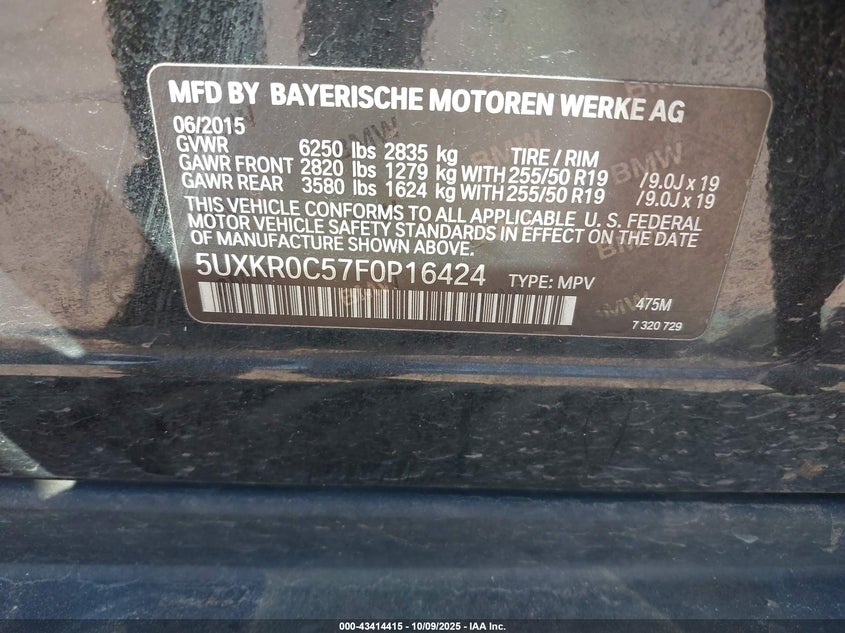 MFD BY BAYERISCHE MOTOREN WERKE AG
06/2015
GVWR 6250 lbs 2835 kg TIRE / RIM
GAWR FRONT 2820 lbs 1279 kg WITH 255/50 R19 / 9.0J x 19
GAWR REAR 3580 lbs 1624 kg WITH 255/50 R19 / 9.0J x 19
THIS VEHICLE CONFORMS TO ALL APPLICABLE U. S. FEDERAL
MOTOR VEHICLE SAFETY STANDARDS IN EFFECT ON THE DATE
OF MANUFACTURE SHOWN ABOVE.
5UXKR0C57F0P16424 TYPE: MPV 475M
7 320 729
000-43414415 - 10/09/2025 - IAA Inc.